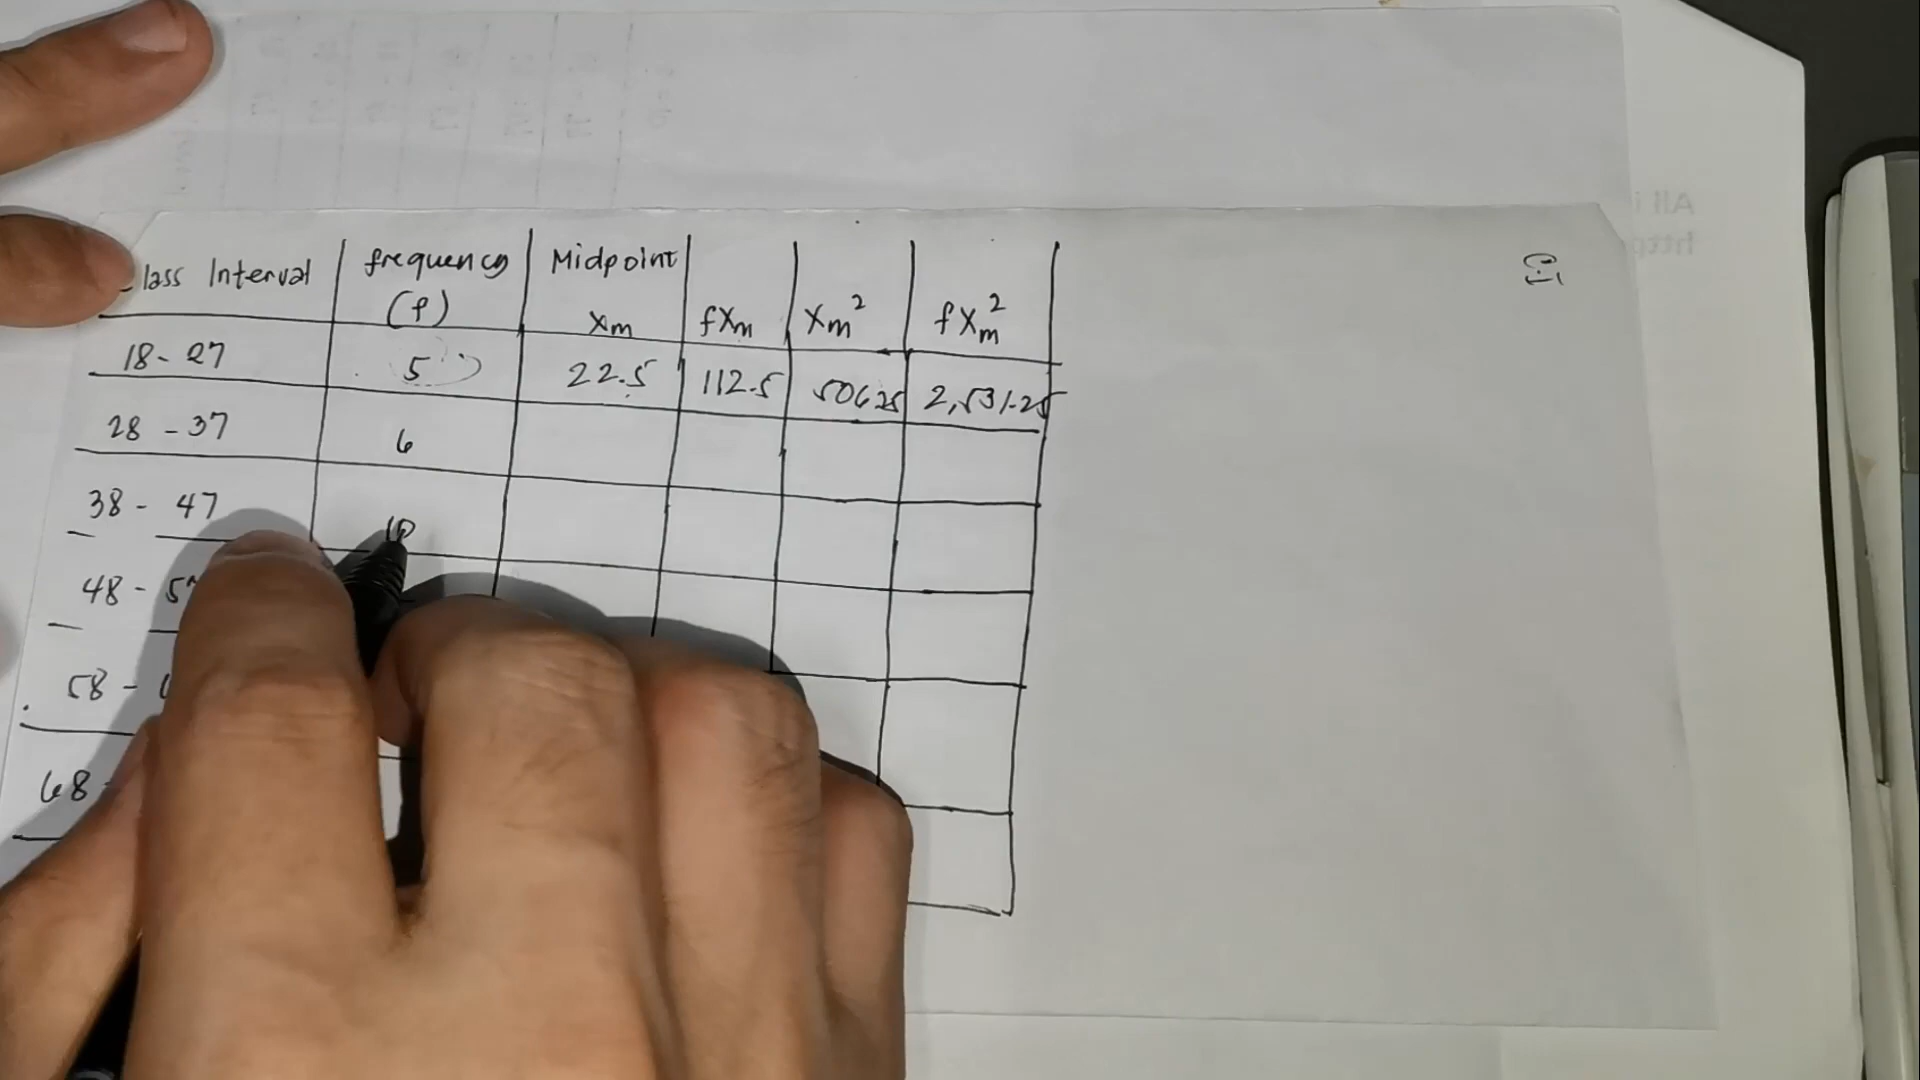 lass Interval frequency Midpoint
(f) Xm fXm Xm² fXm²
18 - 27 5 22.5 112.5 506.25 2,531.25
28 - 37 6
38 - 47 10
48 - 5
58 -
68 -